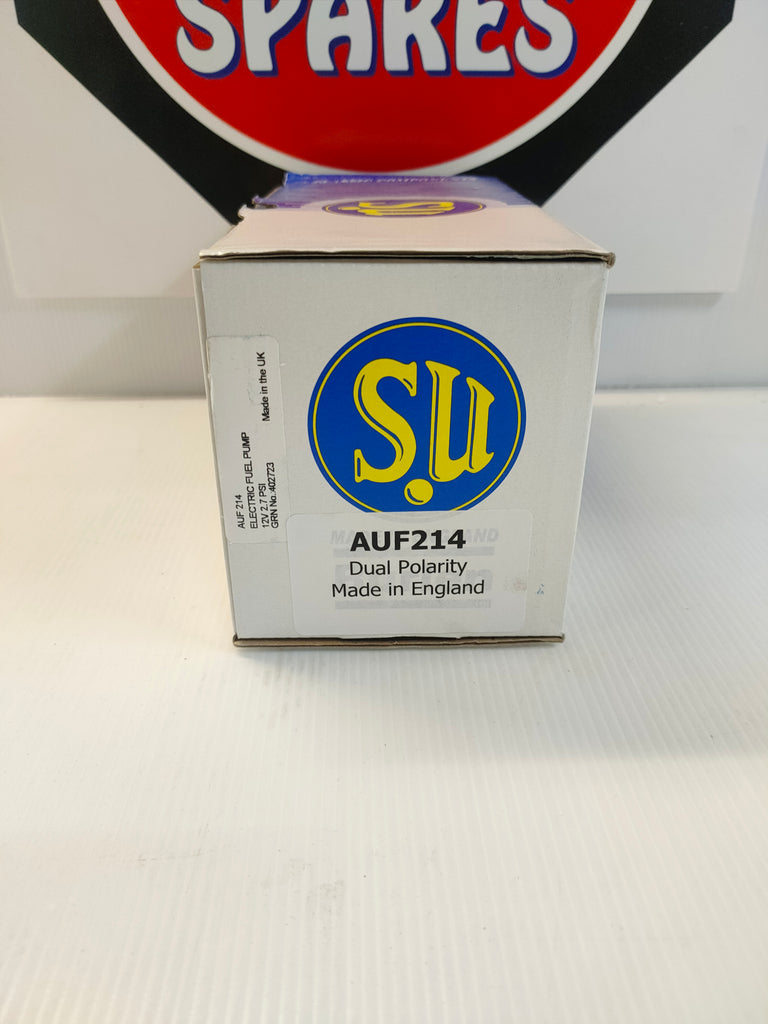 SPARES
SU
S.U
AUF 214
ELECTRIC FUEL PUMP
12V 2.7 PSI
GRN No. 402723
Made in the UK
AUF214
Dual Polarity
Made in England